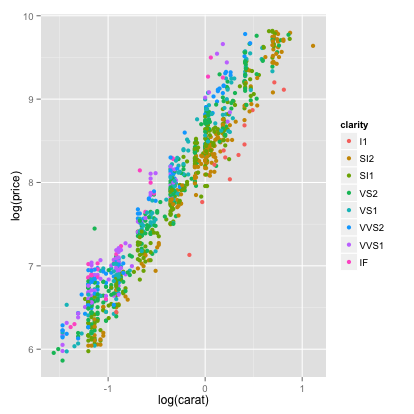 10
9
8
7
6
log(price)
-1
0
1
log(carat)
clarity
I1
SI2
SI1
VS2
VS1
VVS2
VVS1
IF